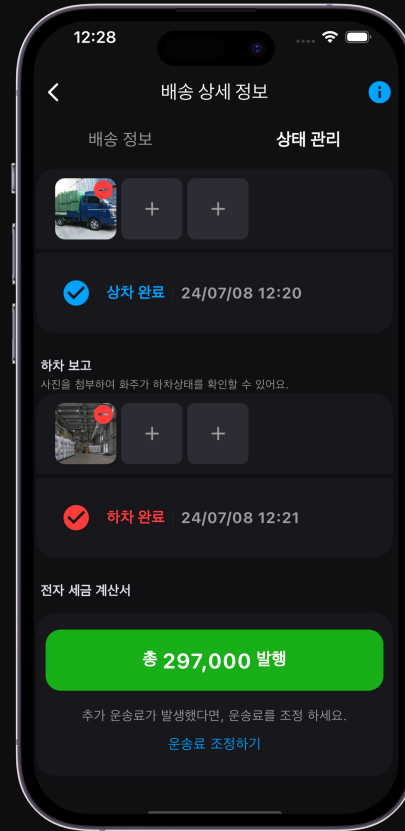 12:28
배송 상세 정보
배송 정보
상태 관리
상차 완료 24/07/08 12:20
하차 보고
사진을 첨부하여 화주가 하차상태를 확인할 수 있어요.
하차 완료 24/07/08 12:21
전자 세금 계산서
총 297,000 발행
추가 운송료가 발생했다면, 운송료를 조정 하세요.
운송료 조정하기